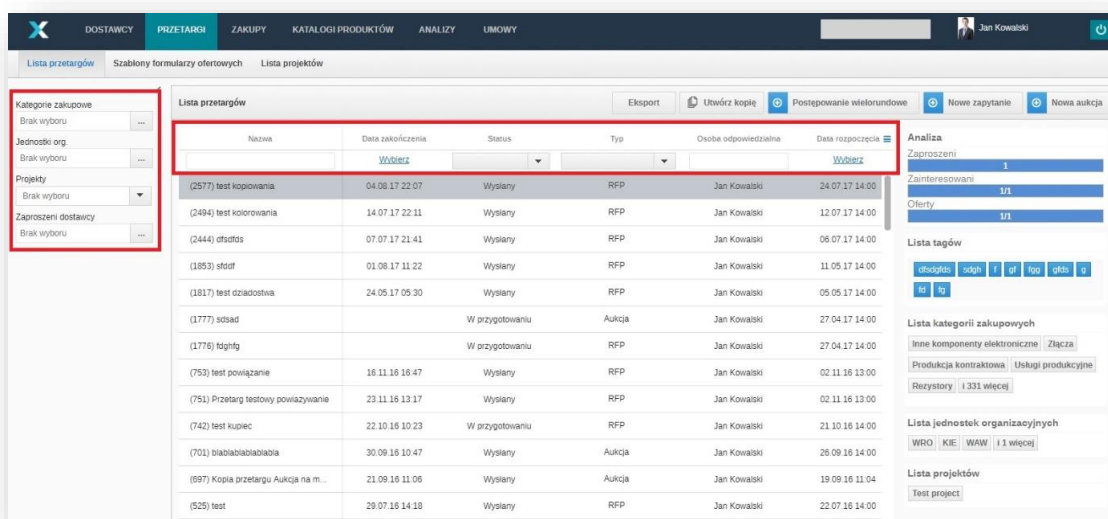 DOSTAWCY PRZETARGI ZAKUPY KATALOGI PRODUKTÓW ANALIZY UMOWY Jan Kowalski
Lista przetargów Szablony formularzy ofertowych Lista projektów
Kategorie zakupowe
Brak wyboru ...
Jednostki org.
Brak wyboru ...
Projekty
Brak wyboru
Zaproszeni dostawcy
Brak wyboru ...
Lista przetargów Eksport Utwórz kopię Postępowanie wielorundowe Nowe zapytanie Nowa aukcja
Nazwa Data zakończenia Status Typ Osoba odpowiedzialna Data rozpoczęcia
Wybierz Wybierz
(2577) test kopiowania 04.08.17 22:07 Wysłany RFP Jan Kowalski 24.07.17 14:00
(2494) test kolorowania 14.07.17 22:11 Wysłany RFP Jan Kowalski 12.07.17 14:00
(2444) dfsdfds 07.07.17 21:41 Wysłany RFP Jan Kowalski 06.07.17 14:00
(1853) sfddf 01.08.17 11:22 Wysłany RFP Jan Kowalski 11.05.17 14:00
(1817) test dziadostwa 24.05.17 05:30 Wysłany RFP Jan Kowalski 05.05.17 14:00
(1777) sdsad W przygotowaniu Aukcja Jan Kowalski 27.04.17 14:00
(1776) fdghfg W przygotowaniu RFP Jan Kowalski 27.04.17 14:00
(753) test powiązanie 16.11.16 16:47 Wysłany RFP Jan Kowalski 02.11.16 13:00
(751) Przetarg testowy powiazywanie 23.11.16 13:17 Wysłany RFP Jan Kowalski 02.11.16 13:00
(742) test kupiec 22.10.16 10:23 W przygotowaniu RFP Jan Kowalski 21.10.16 14:00
(701) blablablablablabla 30.09.16 10:47 Wysłany Aukcja Jan Kowalski 26.09.16 14:00
(697) Kopia przetargu Aukcja na m... 21.09.16 11:06 Wysłany Aukcja Jan Kowalski 19.09.16 11:04
(525) test 29.07.16 14:18 Wysłany RFP Jan Kowalski 22.07.16 14:00
Analiza
Zaproszeni
1
Zainteresowani
1/1
Oferty
1/1
Lista tagów
dfsdgfds sdgh f gf fgg gfds g
fd fg
Lista kategorii zakupowych
Inne komponenty elektroniczne Złącza
Produkcja kontraktowa Usługi produkcyjne
Rezystory i 331 więcej
Lista jednostek organizacyjnych
WRO KIE WAW i 1 więcej
Lista projektów
Test project